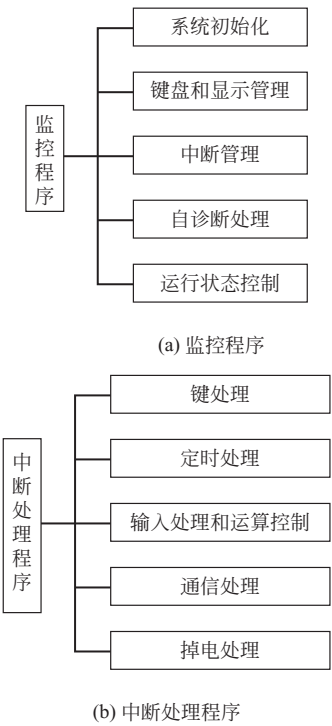 监控程序
系统初始化
键盘和显示管理
中断管理
自诊断处理
运行状态控制
(a) 监控程序
中断处理程序
键处理
定时处理
输入处理和运算控制
通信处理
掉电处理
(b) 中断处理程序